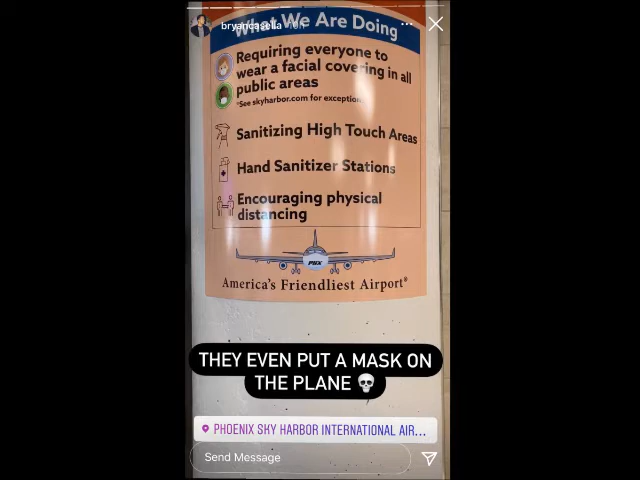 What We Are Doing
bryancasella 10h
Requiring everyone to
wear a facial covering in all
public areas
*See skyharbor.com for exceptions
Sanitizing High Touch Areas
Hand Sanitizer Stations
Encouraging physical
distancing
PHX
America's Friendliest Airport®
THEY EVEN PUT A MASK ON
THE PLANE 💀
PHOENIX SKY HARBOR INTERNATIONAL AIR...
Send Message